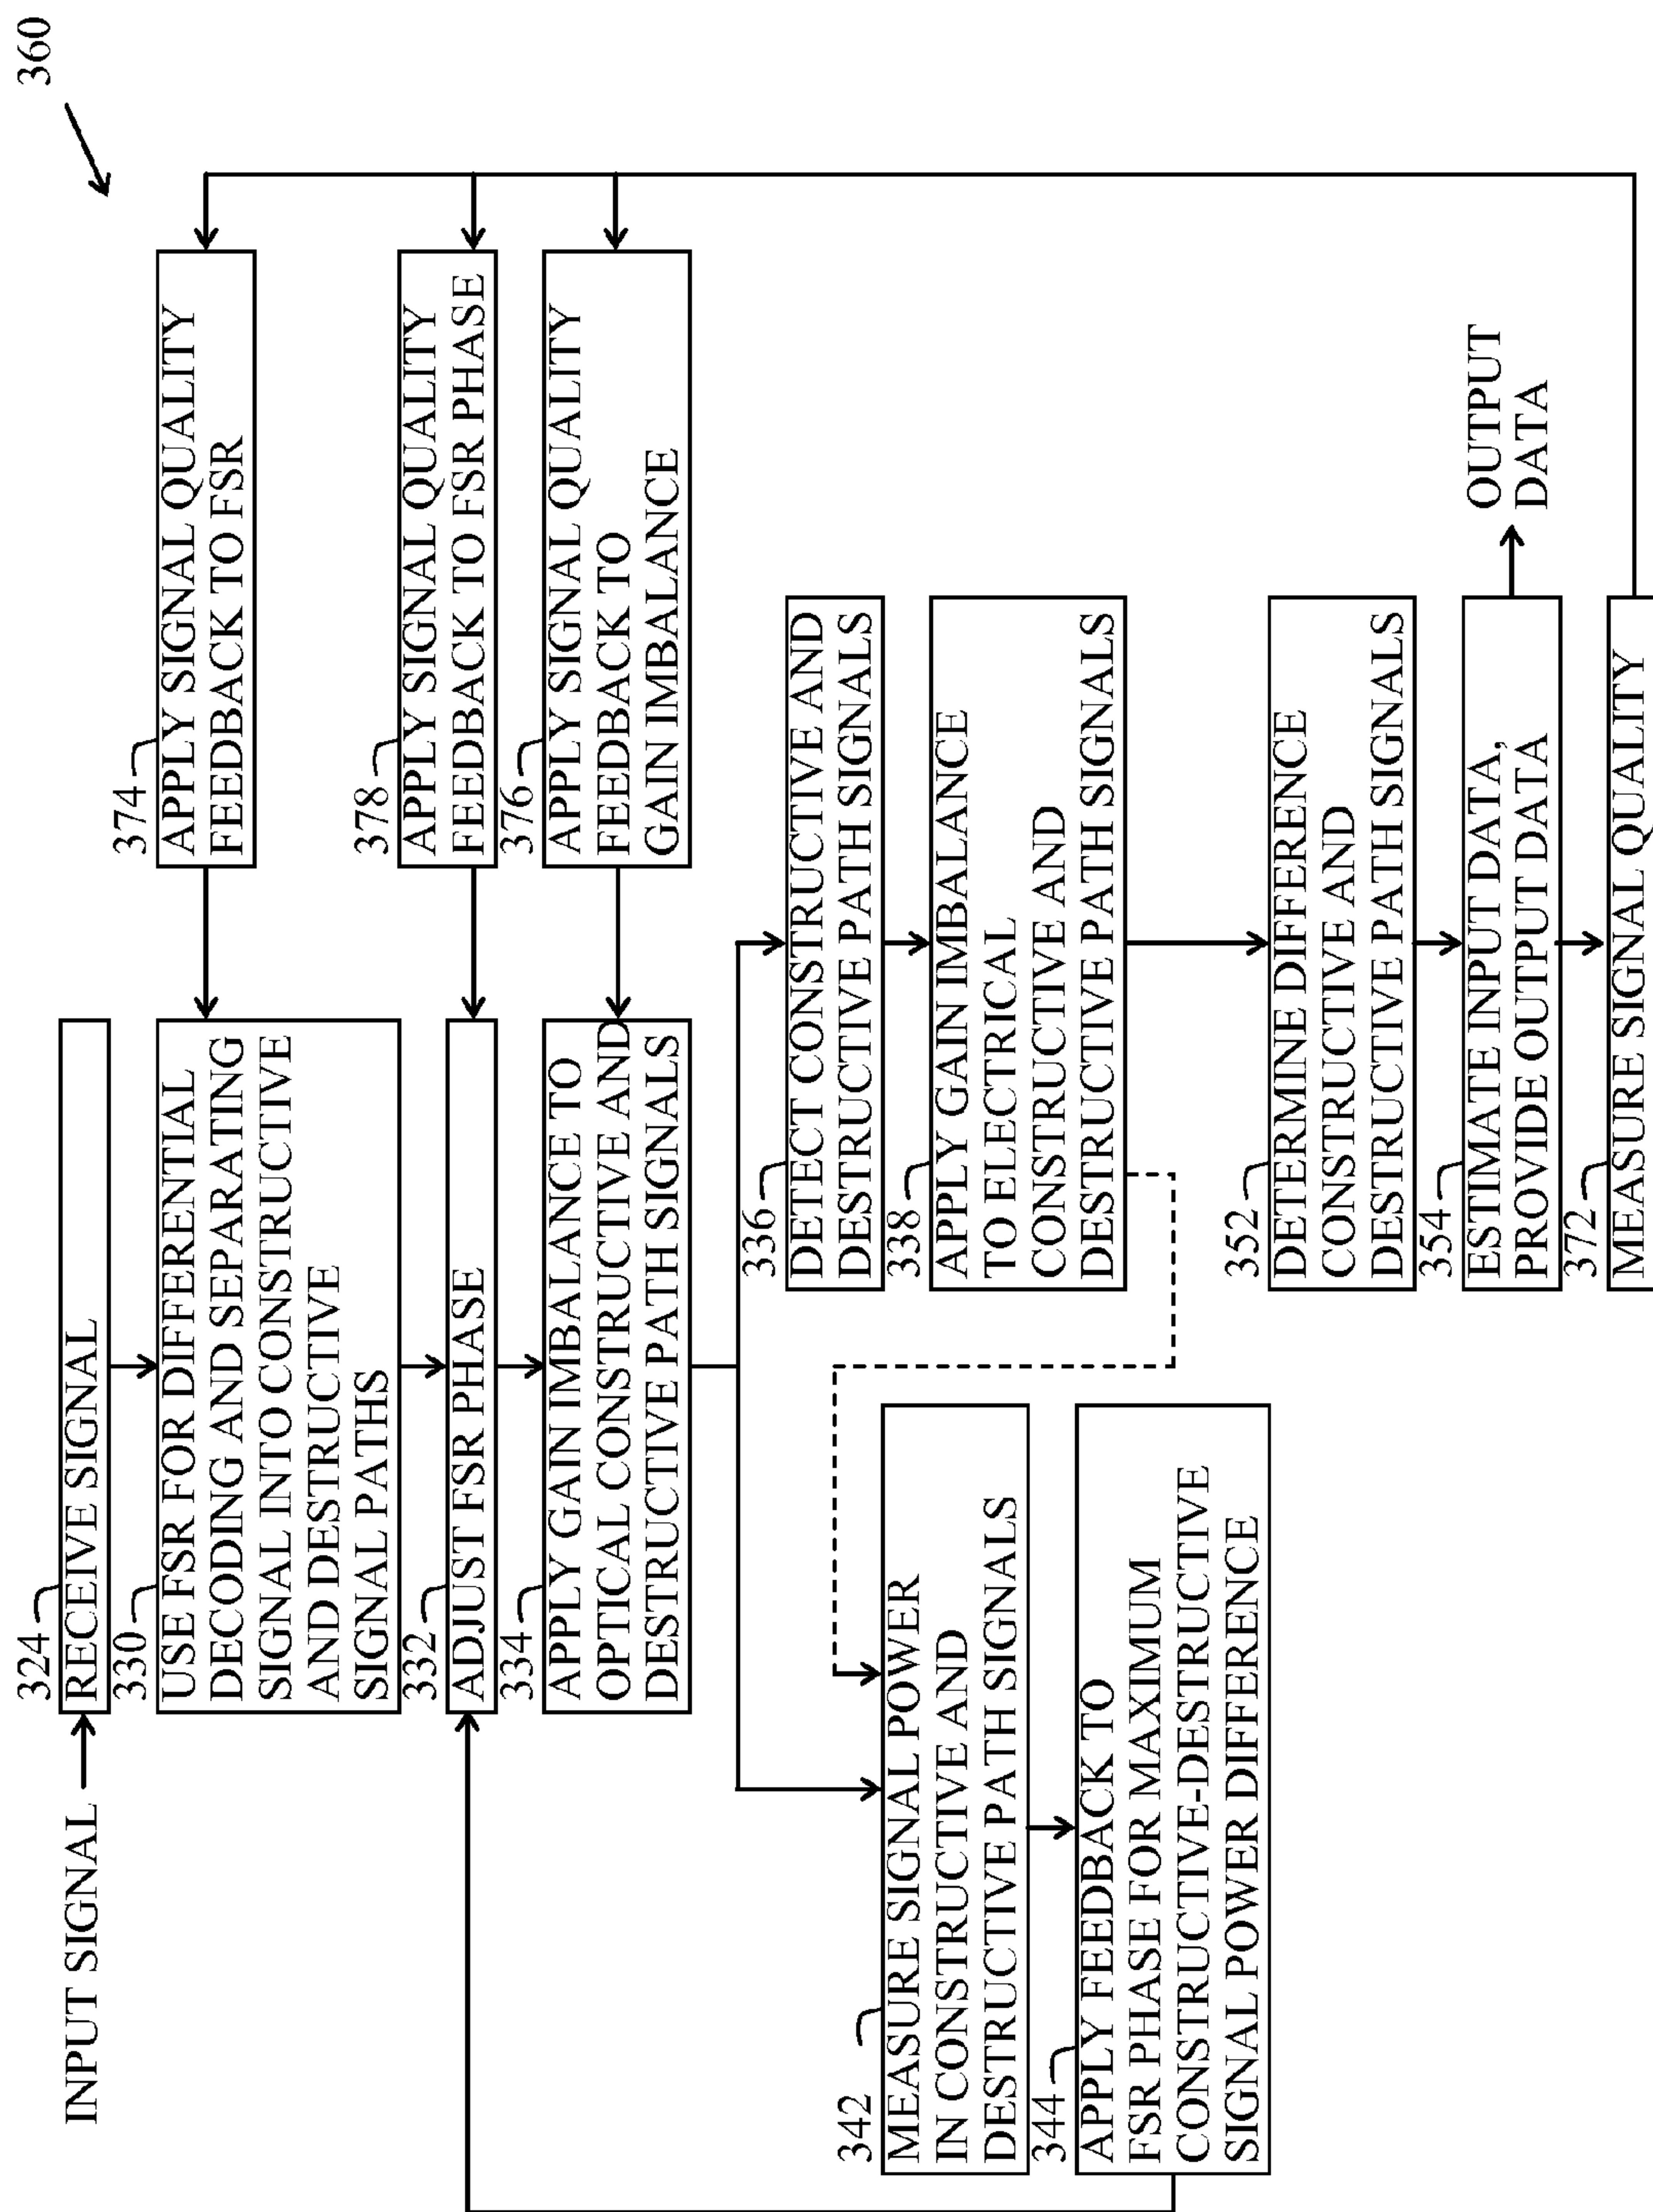 360
INPUT SIGNAL
324
RECEIVE SIGNAL
330
USE FSR FOR DIFFERENTIAL
DECODING AND SEPARATING
SIGNAL INTO CONSTRUCTIVE
AND DESTRUCTIVE
SIGNAL PATHS
374
APPLY SIGNAL QUALITY
FEEDBACK TO FSR
332
ADJUST FSR PHASE
378
APPLY SIGNAL QUALITY
FEEDBACK TO FSR PHASE
334
APPLY GAIN IMBALANCE TO
OPTICAL CONSTRUCTIVE AND
DESTRUCTIVE PATH SIGNALS
376
APPLY SIGNAL QUALITY
FEEDBACK TO
GAIN IMBALANCE
342
MEASURE SIGNAL POWER
IN CONSTRUCTIVE AND
DESTRUCTIVE PATH SIGNALS
344
APPLY FEEDBACK TO
FSR PHASE FOR MAXIMUM
CONSTRUCTIVE-DESTRUCTIVE
SIGNAL POWER DIFFERENCE
336
DETECT CONSTRUCTIVE AND
DESTRUCTIVE PATH SIGNALS
338
APPLY GAIN IMBALANCE
TO ELECTRICAL
CONSTRUCTIVE AND
DESTRUCTIVE PATH SIGNALS
352
DETERMINE DIFFERENCE
CONSTRUCTIVE AND
DESTRUCTIVE PATH SIGNALS
354
ESTIMATE INPUT DATA,
PROVIDE OUTPUT DATA
OUTPUT
DATA
372
MEASURE SIGNAL QUALITY